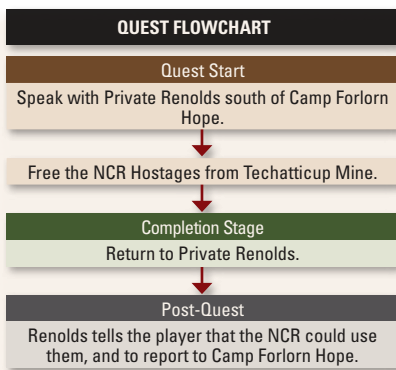 QUEST FLOWCHART
Quest Start
Speak with Private Renolds south of Camp Forlorn
Hope.
Free the NCR Hostages from Techatticup Mine.
Completion Stage
Return to Private Renolds.
Post-Quest
Renolds tells the player that the NCR could use
them, and to report to Camp Forlorn Hope.